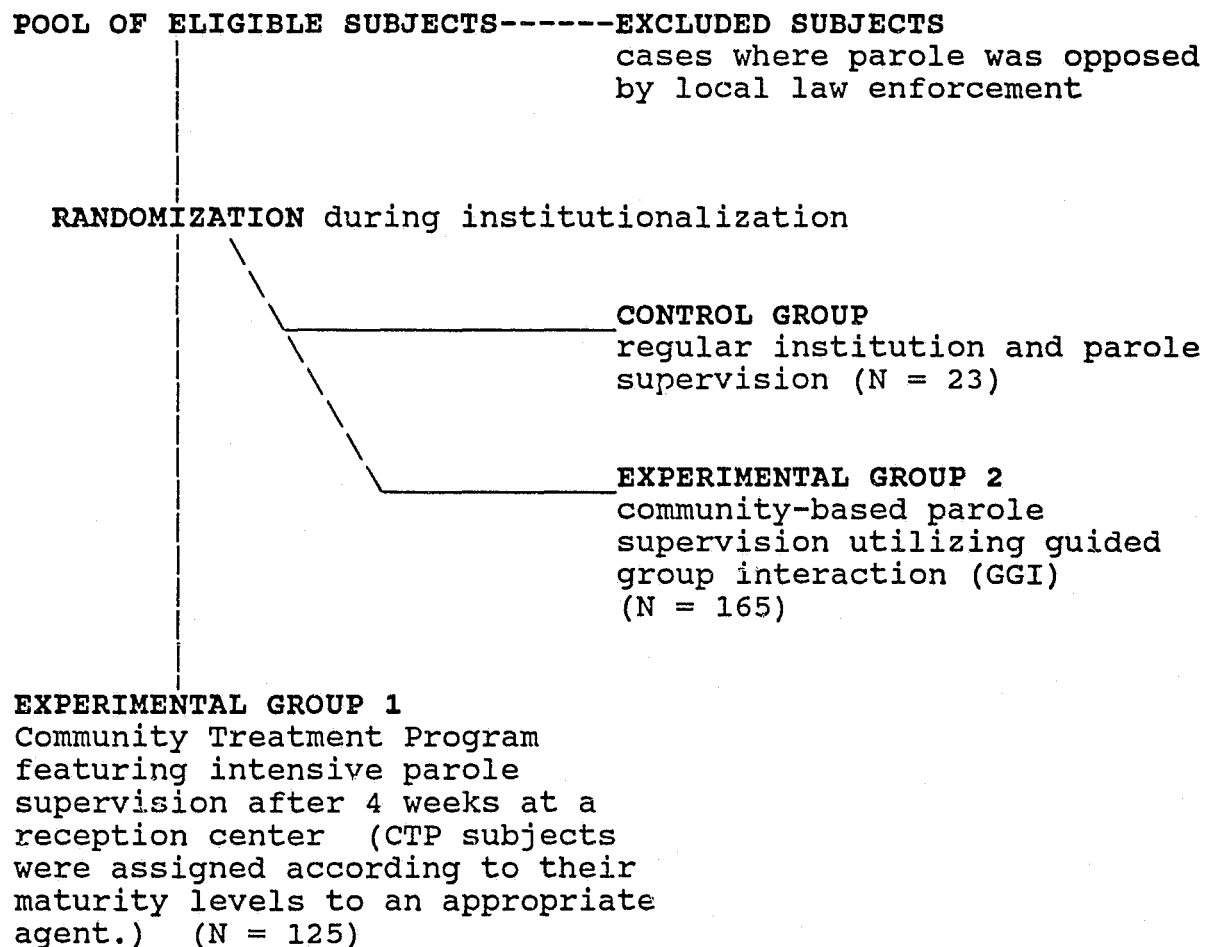 POOL OF ELIGIBLE SUBJECTS------EXCLUDED SUBJECTS
cases where parole was opposed
by local law enforcement
RANDOMIZATION during institutionalization
CONTROL GROUP
regular institution and parole
supervision (N = 23)
EXPERIMENTAL GROUP 2
community-based parole
supervision utilizing guided
group interaction (GGI)
(N = 165)
EXPERIMENTAL GROUP 1
Community Treatment Program
featuring intensive parole
supervision after 4 weeks at a
reception center (CTP subjects
were assigned according to their
maturity levels to an appropriate
agent.) (N = 125)